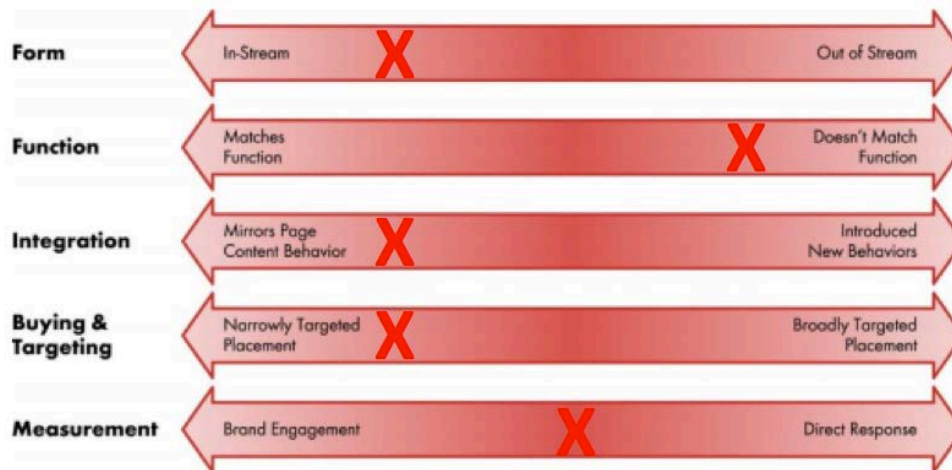 Form
In-Stream
X
Out of Stream
Function
Matches
Function
X
Doesn't Match
Function
Integration
Mirrors Page
Content Behavior
X
Introduced
New Behaviors
Buying &
Targeting
Narrowly Targeted
Placement
X
Broadly Targeted
Placement
Measurement
Brand Engagement
X
Direct Response